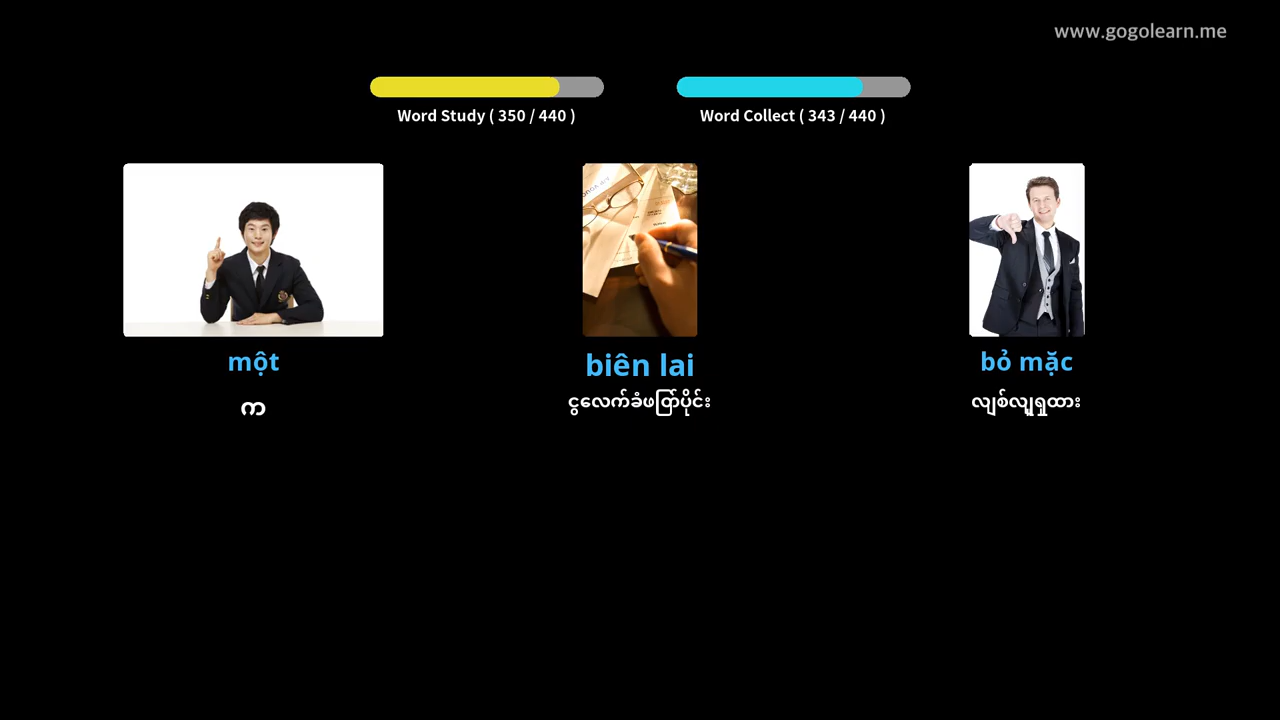 www.gogolearn.me
Word Study ( 350 / 440 )
Word Collect ( 343 / 440 )
một
biên lai
bỏ mặc
က
ငွလေက်ခံဖတြ်ာပိုင်း
လျစ်လျူရှုထား